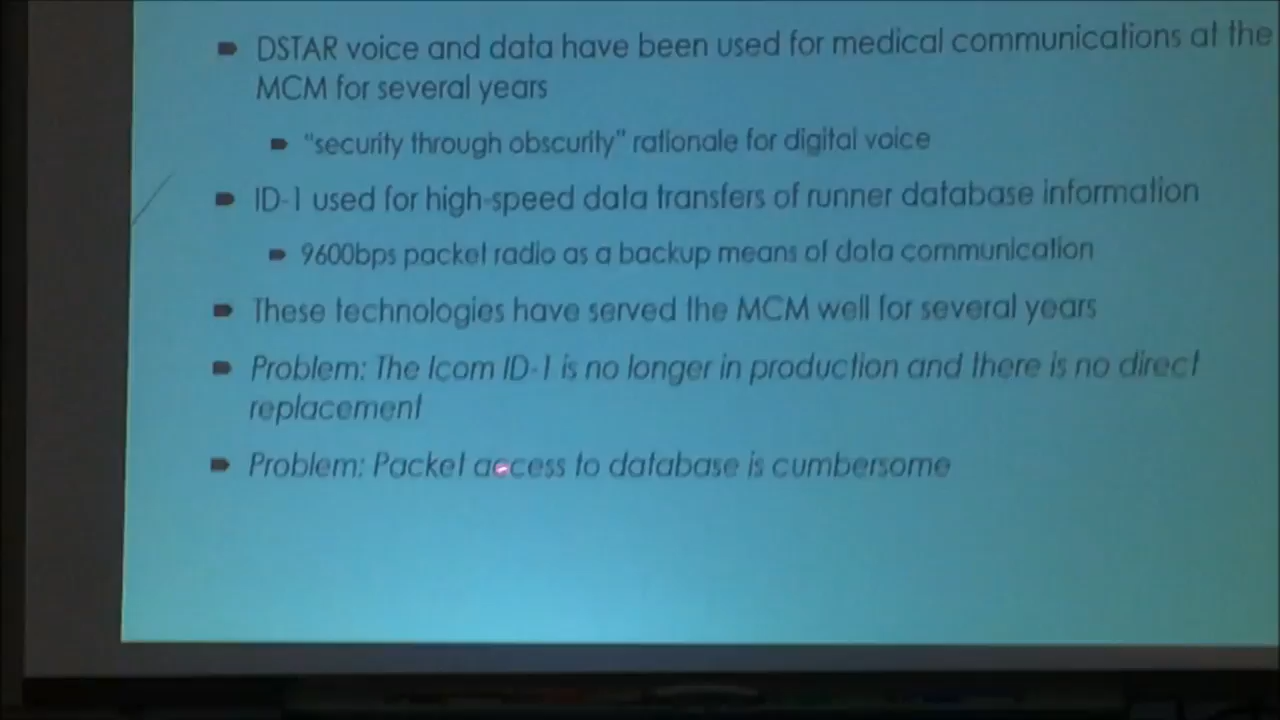 DSTAR voice and data have been used for medical communications at the
MCM for several years
"security through obscurity" rationale for digital voice
ID-1 used for high-speed data transfers of runner database information
9600bps packet radio as a backup means of data communication
These technologies have served the MCM well for several years
Problem: The Icom ID-1 is no longer in production and there is no direct
replacement
Problem: Packet access to database is cumbersome